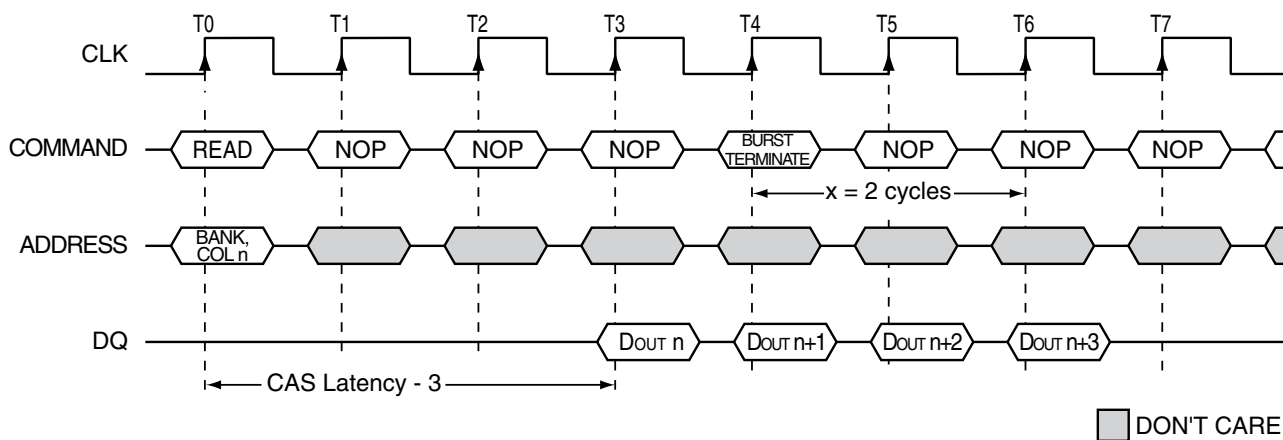 T0 T1 T2 T3 T4 T5 T6 T7
CLK
COMMAND READ NOP NOP NOP BURST TERMINATE NOP NOP NOP
x = 2 cycles
ADDRESS BANK, COL n
DQ DOUT n DOUT n+1 DOUT n+2 DOUT n+3
CAS Latency - 3
DON'T CARE